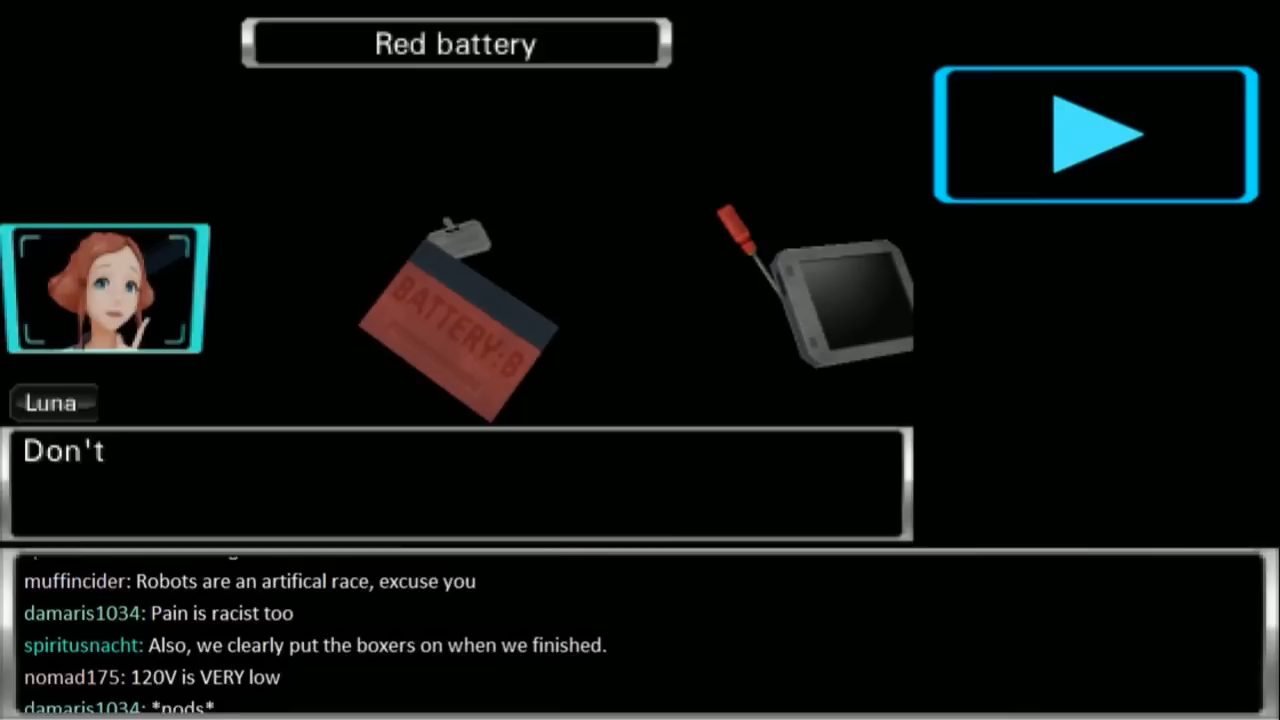 Red battery
BATTERY:B
Luna
Don't
muffincider: Robots are an artifical race, excuse you
damaris1034: Pain is racist too
spiritusnacht: Also, we clearly put the boxers on when we finished.
nomad175: 120V is VERY low
damaris1034: *nods*